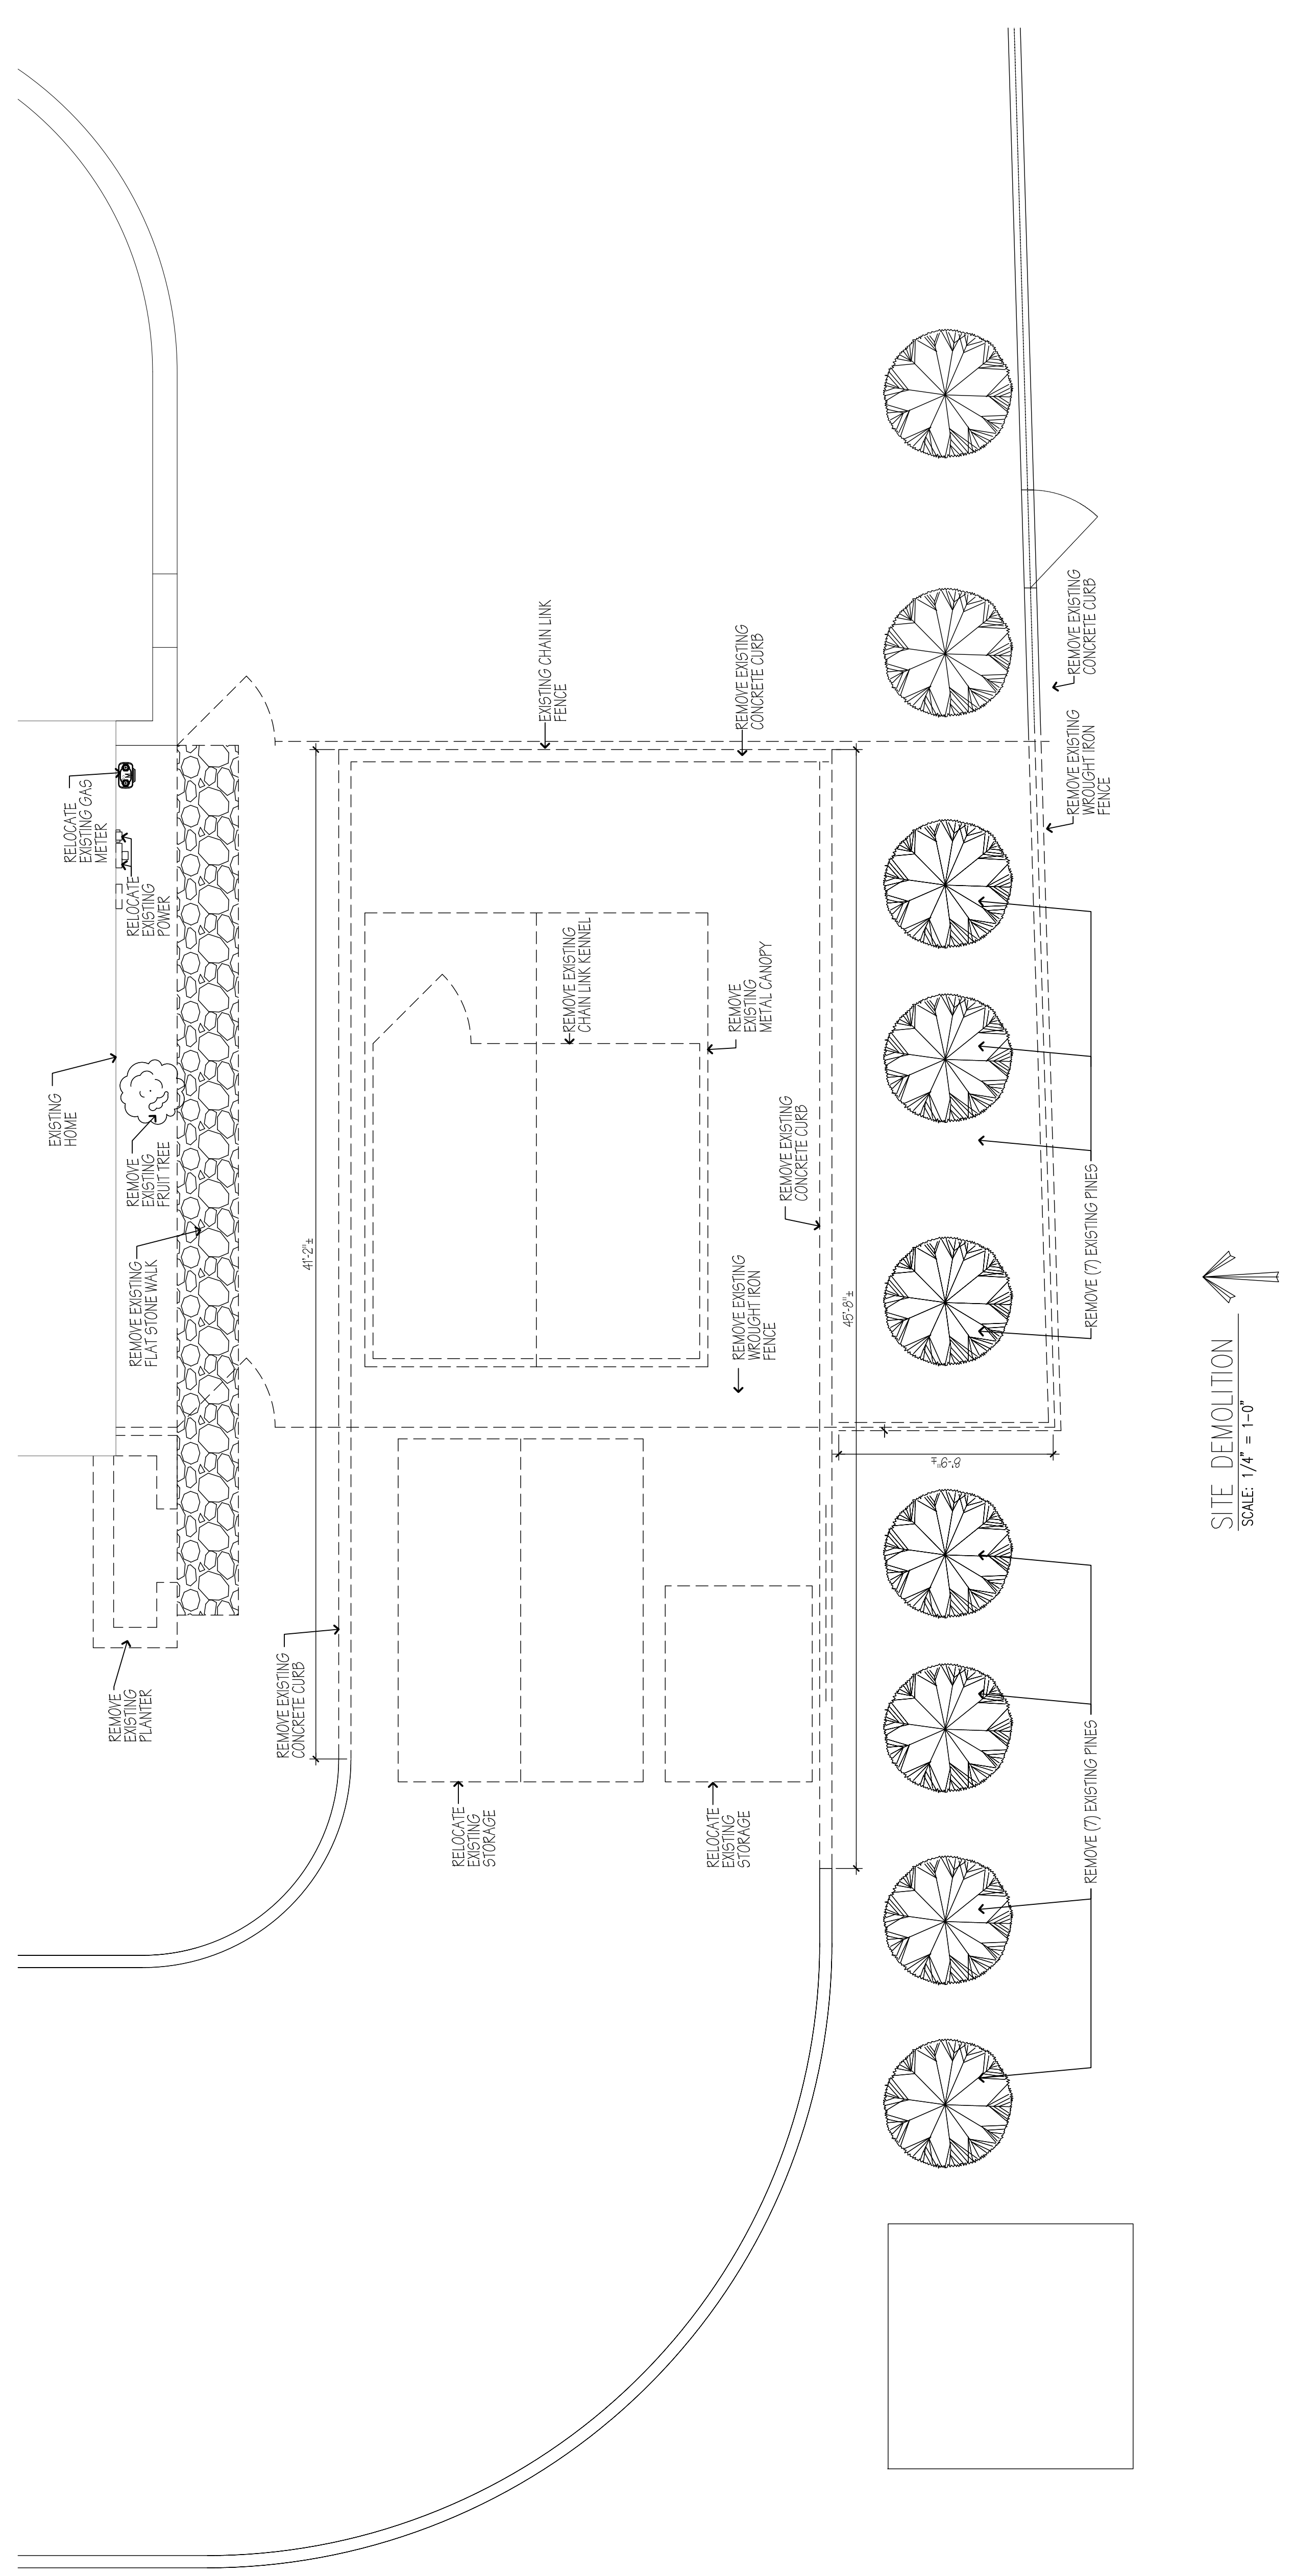 RELOCATE
EXISTING GAS
METER
RELOCATE
EXISTING
POWER
EXISTING
HOME
REMOVE
EXISTING
FRUIT TREE
REMOVE EXISTING
FLAT STONE WALK
REMOVE
EXISTING
PLANTER
41'-2"±
REMOVE EXISTING
CONCRETE CURB
EXISTING CHAIN LINK
FENCE
REMOVE EXISTING
CONCRETE CURB
REMOVE EXISTING
CHAIN LINK KENNEL
REMOVE
EXISTING
METAL CANOPY
REMOVE EXISTING
CONCRETE CURB
REMOVE EXISTING
WROUGHT IRON
FENCE
RELOCATE
EXISTING
STORAGE
RELOCATE
EXISTING
STORAGE
45'-8"±
8'-9"±
REMOVE EXISTING
CONCRETE CURB
REMOVE EXISTING
WROUGHT IRON
FENCE
REMOVE (7) EXISTING PINES
REMOVE (7) EXISTING PINES
SITE DEMOLITION
SCALE: 1/4" = 1-0"